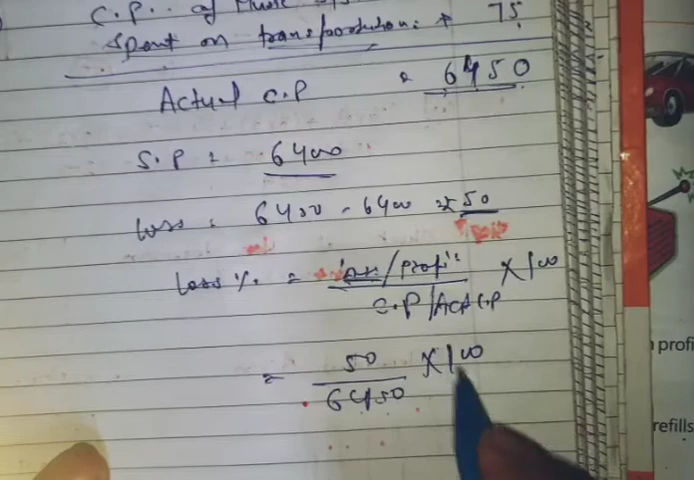 C.P. of Music
Spent on transportation: 75
Actual C.P = 6450
S.P = 6400
Loss = 6450 - 6400 = 50
Loss % = Loss/Profit X 100
C.P/Act C.P
= 50 X 100
6450
profi
refills